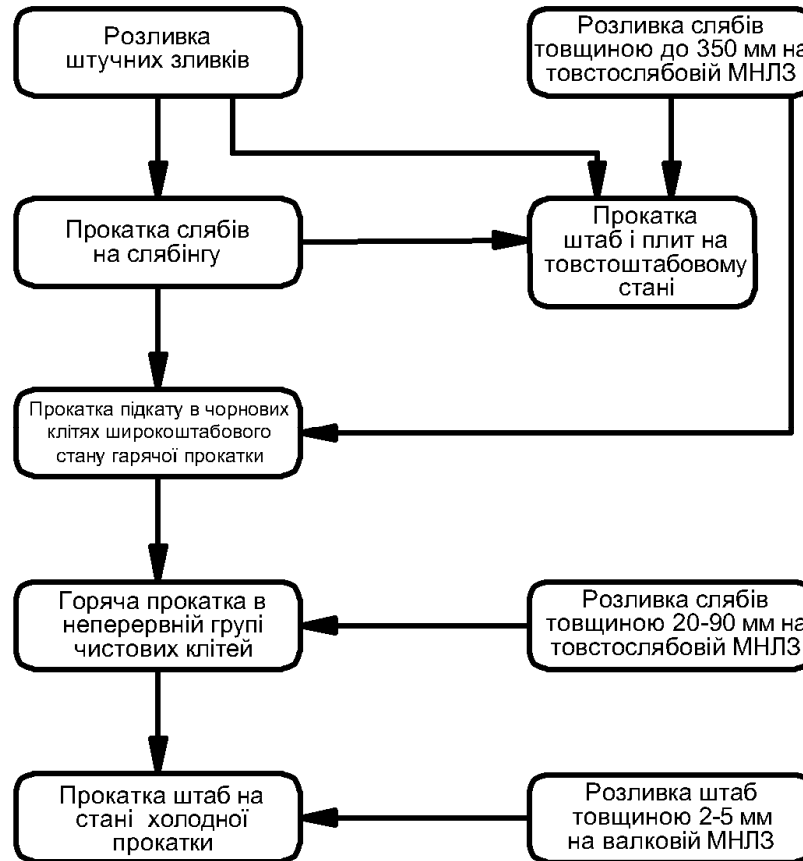 Розливка
штучних зливків
Розливка слябів
товщиною до 350 мм на
товстослябовій МНЛЗ
Прокатка слябів
на слябінгу
Прокатка
штаб і плит на
товстоштабовому
стані
Прокатка підкату в чорнових
клітях широкоштабового
стану гарячої прокатки
Горяча прокатка в
неперервній групі
чистових клітей
Розливка слябів
товщиною 20-90 мм на
товстослябовій МНЛЗ
Прокатка штаб на
стані холодної
прокатки
Розливка штаб
товщиною 2-5 мм
на валковій МНЛЗ